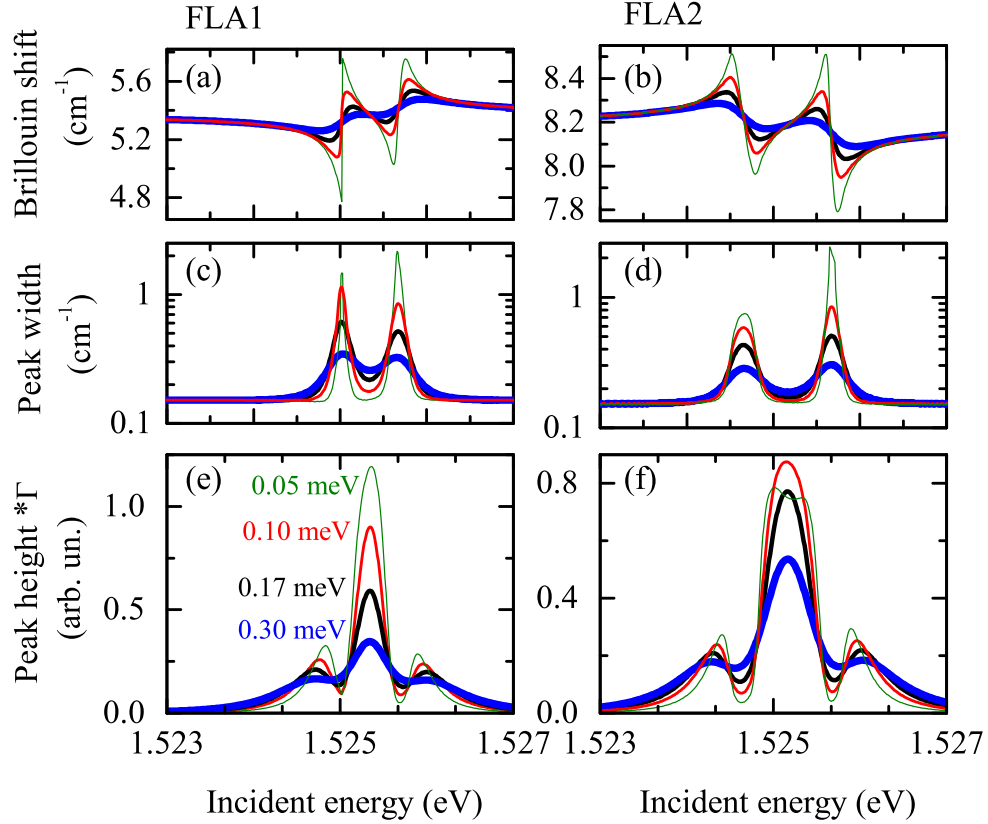 FLA1
FLA2
Brillouin shift
(cm⁻¹)
5.6
5.2
4.8
(a)
8.4
8.2
8.0
7.8
(b)
Peak width
(cm⁻¹)
1
0.1
(c)
1
0.1
(d)
Peak height *Γ
(arb. un.)
1.0
0.5
0.0
(e)
0.05 meV
0.10 meV
0.17 meV
0.30 meV
0.8
0.4
0.0
(f)
1.523
1.525
1.527
1.523
1.525
1.527
Incident energy (eV)
Incident energy (eV)